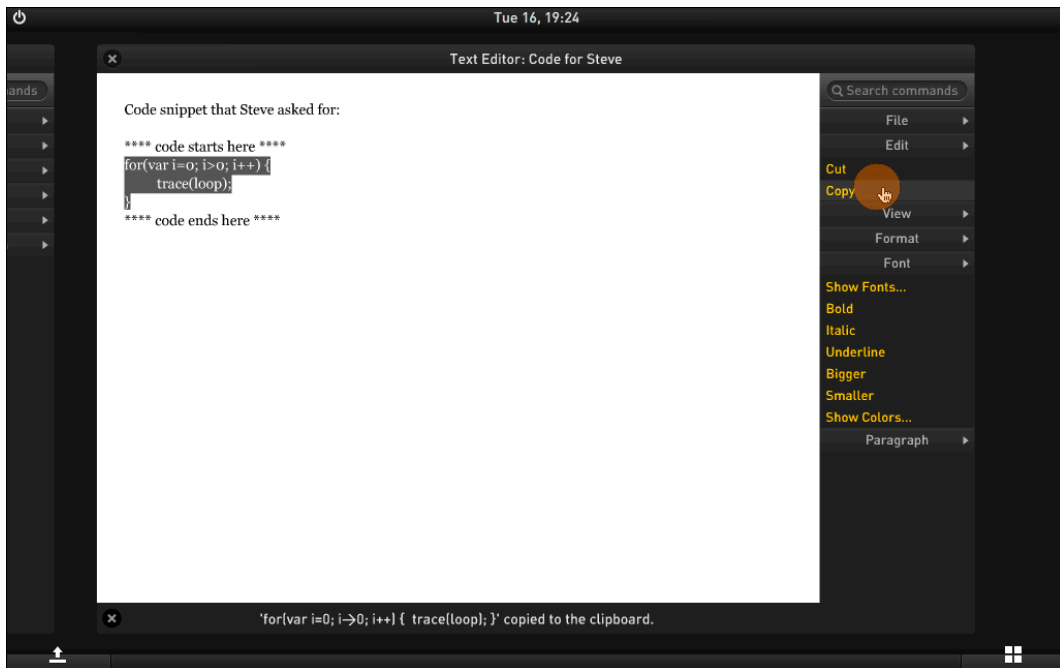 Tue 16, 19:24
Text Editor: Code for Steve
ands
Code snippet that Steve asked for:
**** code starts here ****
for(var i=0; i>0; i++) {
trace(loop);
}
**** code ends here ****
Search commands
File
Edit
Cut
Copy
View
Format
Font
Show Fonts...
Bold
Italic
Underline
Bigger
Smaller
Show Colors...
Paragraph
'for(var i=0; i→0; i++) { trace(loop); }' copied to the clipboard.